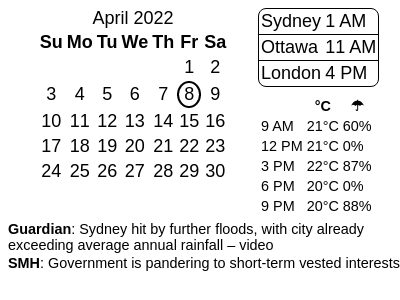 April 2022
Su Mo Tu We Th Fr Sa
1 2
3 4 5 6 7 8 9
10 11 12 13 14 15 16
17 18 19 20 21 22 23
24 25 26 27 28 29 30
Sydney 1 AM
Ottawa 11 AM
London 4 PM
°C ☂
9 AM 21°C 60%
12 PM 21°C 0%
3 PM 22°C 87%
6 PM 20°C 0%
9 PM 20°C 88%
Guardian: Sydney hit by further floods, with city already
exceeding average annual rainfall – video
SMH: Government is pandering to short-term vested interests